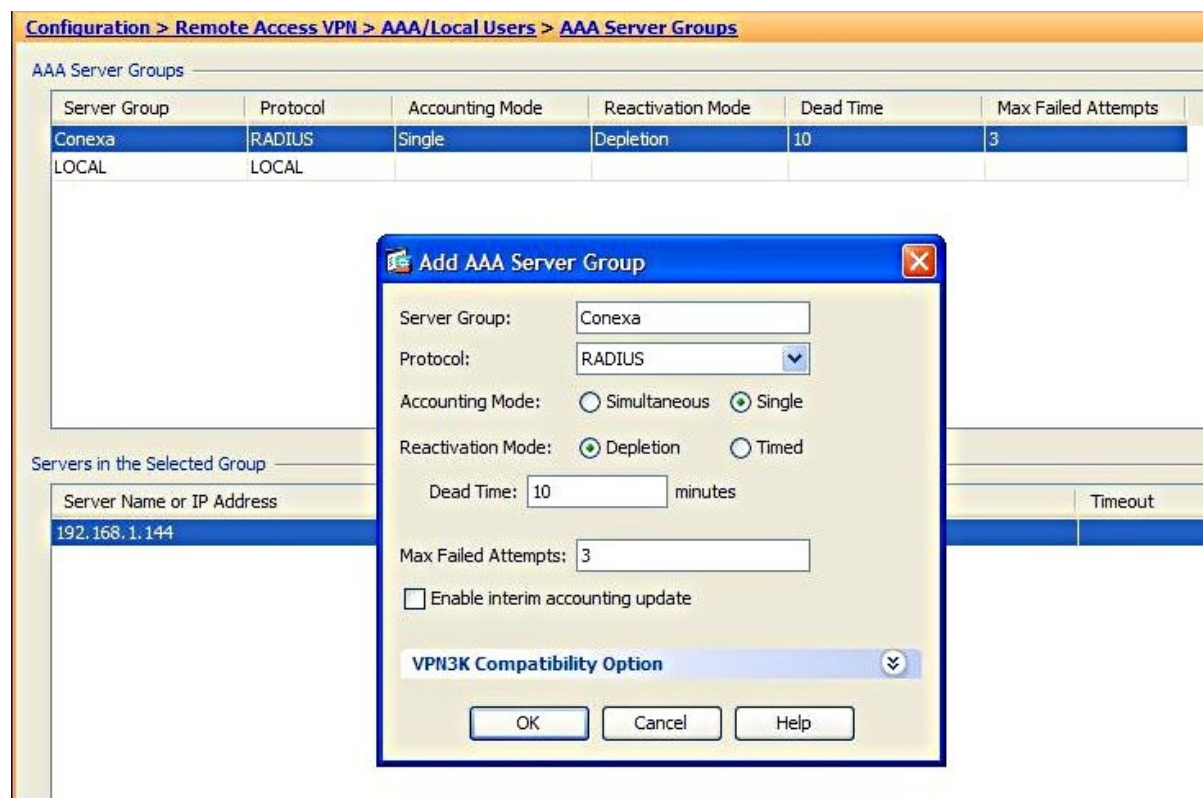 Configuration > Remote Access VPN > AAA/Local Users > AAA Server Groups
AAA Server Groups
Server Group Protocol Accounting Mode Reactivation Mode Dead Time Max Failed Attempts
Conexa RADIUS Single Depletion 10 3
LOCAL LOCAL
Add AAA Server Group
Server Group: Conexa
Protocol: RADIUS
Accounting Mode: Simultaneous Single
Reactivation Mode: Depletion Timed
Dead Time: 10 minutes
Max Failed Attempts: 3
Enable interim accounting update
VPN3K Compatibility Option
OK Cancel Help
Servers in the Selected Group
Server Name or IP Address Timeout
192.168.1.144